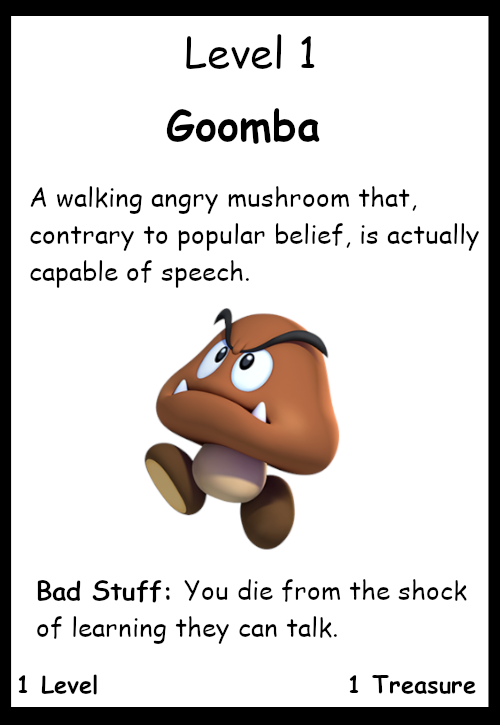 Level 1
Goomba
A walking angry mushroom that,
contrary to popular belief, is actually
capable of speech.
Bad Stuff: You die from the shock
of learning they can talk.
1 Level 1 Treasure